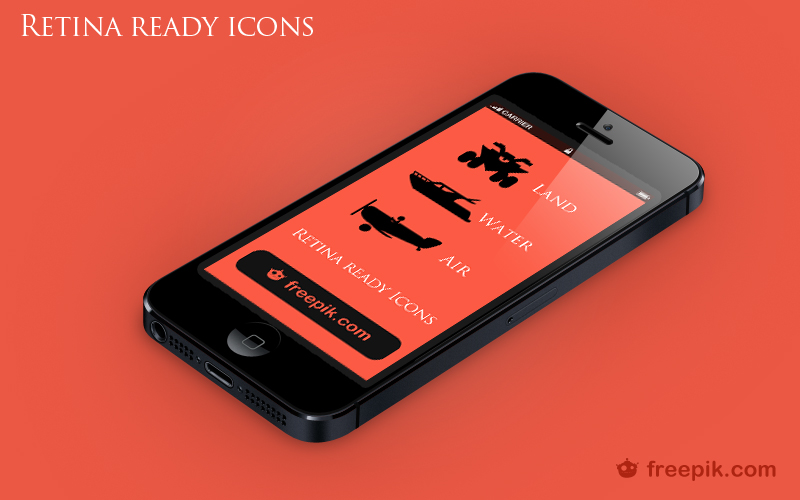 RETINA READY ICONS
CARRIER
LAND
WATER
AIR
RETINA READY ICONS
freepik.com
freepik.com